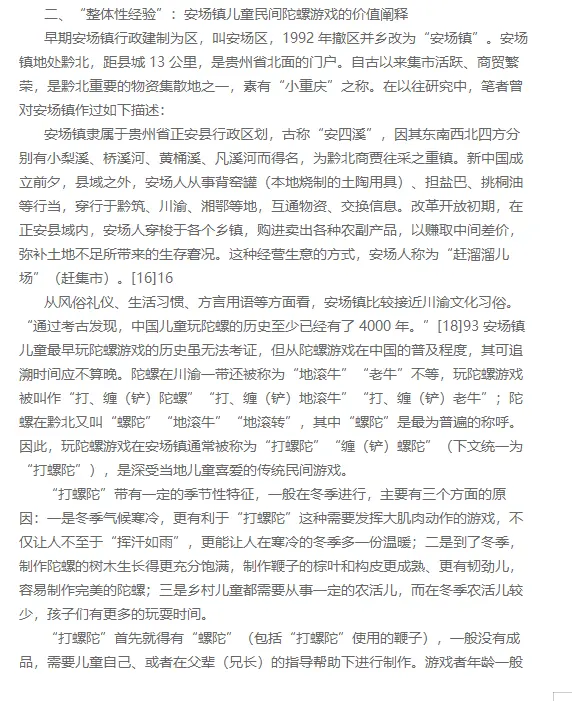 二、“整体性经验”：安场镇儿童民间陀螺游戏的价值阐释
早期安场镇行政建制为区，叫安场区，1992 年撤区并乡改为“安场镇”。安场
镇地处黔北，距县城 13 公里，是贵州省北面的门户。自古以来集市活跃、商贸繁
荣，是黔北重要的物资集散地之一，素有“小重庆”之称。在以往研究中，笔者曾
对安场镇作过如下描述：
安场镇隶属于贵州省正安县行政区划，古称“安四溪”，因其东南西北四方分
别有小梨溪、桥溪河、黄桶溪、凡溪河而得名，为黔北商贾往采之重镇。新中国成
立前夕，县域之外，安场人从事背窑罐（本地烧制的土陶用具）、担盐巴、挑桐油
等行当，穿行于黔筑、川渝、湘鄂等地，互通物资、交换信息。改革开放初期，在
正安县域内，安场人穿梭于各个乡镇，购进卖出各种农副产品，以赚取中间差价，
弥补土地不足所带来的生存窘况。这种经营生意的方式，安场人称为“赶溜溜儿
场”（赶集市）。[16]16
从风俗礼仪、生活习惯、方言用语等方面看，安场镇比较接近川渝文化习俗。
“通过考古发现，中国儿童玩陀螺的历史至少已经有了 4000 年。”[18]93 安场镇
儿童最早玩陀螺游戏的历史虽无法考证，但从陀螺游戏在中国的普及程度，其可追
溯时间应不算晚。陀螺在川渝一带还被称为“地滚牛”“老牛”不等，玩陀螺游戏
被叫作“打、缠（铲）陀螺”“打、缠（铲）地滚牛”“打、缠（铲）老牛”；陀
螺在黔北又叫“螺陀”“地滚牛”“地滚转”，其中“螺陀”是最为普遍的称呼。
因此，玩陀螺游戏在安场镇通常被称为“打螺陀”“缠（铲）螺陀”（下文统一为
“打螺陀”），是深受当地儿童喜爱的传统民间游戏。
“打螺陀”带有一定的季节性特征，一般在冬季进行，主要有三个方面的原
因：一是冬季气候寒冷，更有利于“打螺陀”这种需要发挥大肌肉动作的游戏，不
仅让人不至于“挥汗如雨”，更能让人在寒冷的冬季多一份温暖；二是到了冬季，
制作陀螺的树木生长得更充分饱满，制作鞭子的棕叶和构皮更成熟、更有韧劲儿，
容易制作完美的陀螺；三是乡村儿童都需要从事一定的农活儿，而在冬季农活儿较
少，孩子们有更多的玩耍时间。
“打螺陀”首先就得有“螺陀”（包括“打螺陀”使用的鞭子），一般没有成
品，需要儿童自己、或者在父辈（兄长）的指导帮助下进行制作。游戏者年龄一般